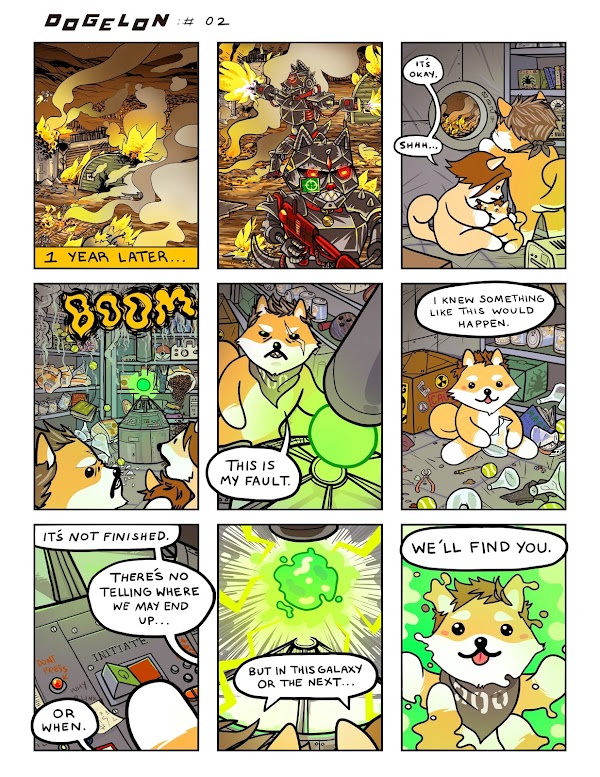 DOGELON :# 02
1 YEAR LATER...
IT'S
OKAY.
SHHH...
BOOM
THIS IS
MY FAULT.
I KNEW SOMETHING
LIKE THIS WOULD
HAPPEN.
IT'S NOT FINISHED.
THERE'S NO
TELLING WHERE
WE MAY END
UP...
INITIATE
DON'T
PRESS
OR
WHEN.
BUT IN THIS GALAXY
OR THE NEXT...
WE'LL FIND YOU.